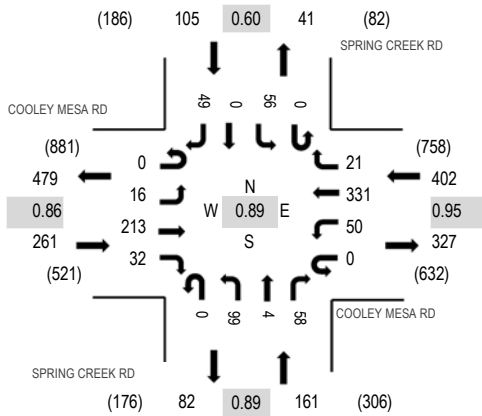 (186) 105 0.60 41 (82)
SPRING CREEK RD
COOLEY MESA RD
49 0 56 0
(881) (758)
479 0 21 402
16 331
N
0.86 W 0.89 E 0.95
213 50
S
261 32 0 327
(521) (632)
0 99 4 58
COOLEY MESA RD
SPRING CREEK RD
(176) 82 0.89 161 (306)